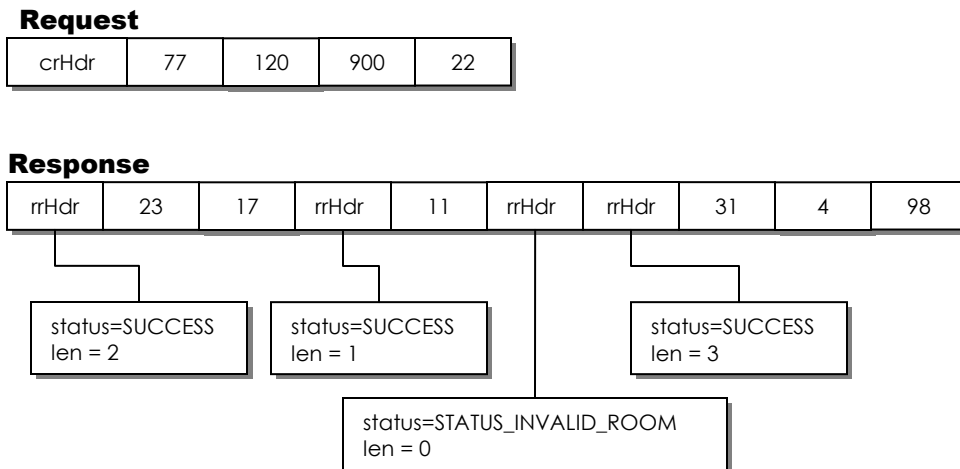 Request
crHdr 77 120 900 22
Response
rrHdr 23 17 rrHdr 11 rrHdr rrHdr 31 4 98
status=SUCCESS
len = 2
status=SUCCESS
len = 1
status=SUCCESS
len = 3
status=STATUS_INVALID_ROOM
len = 0